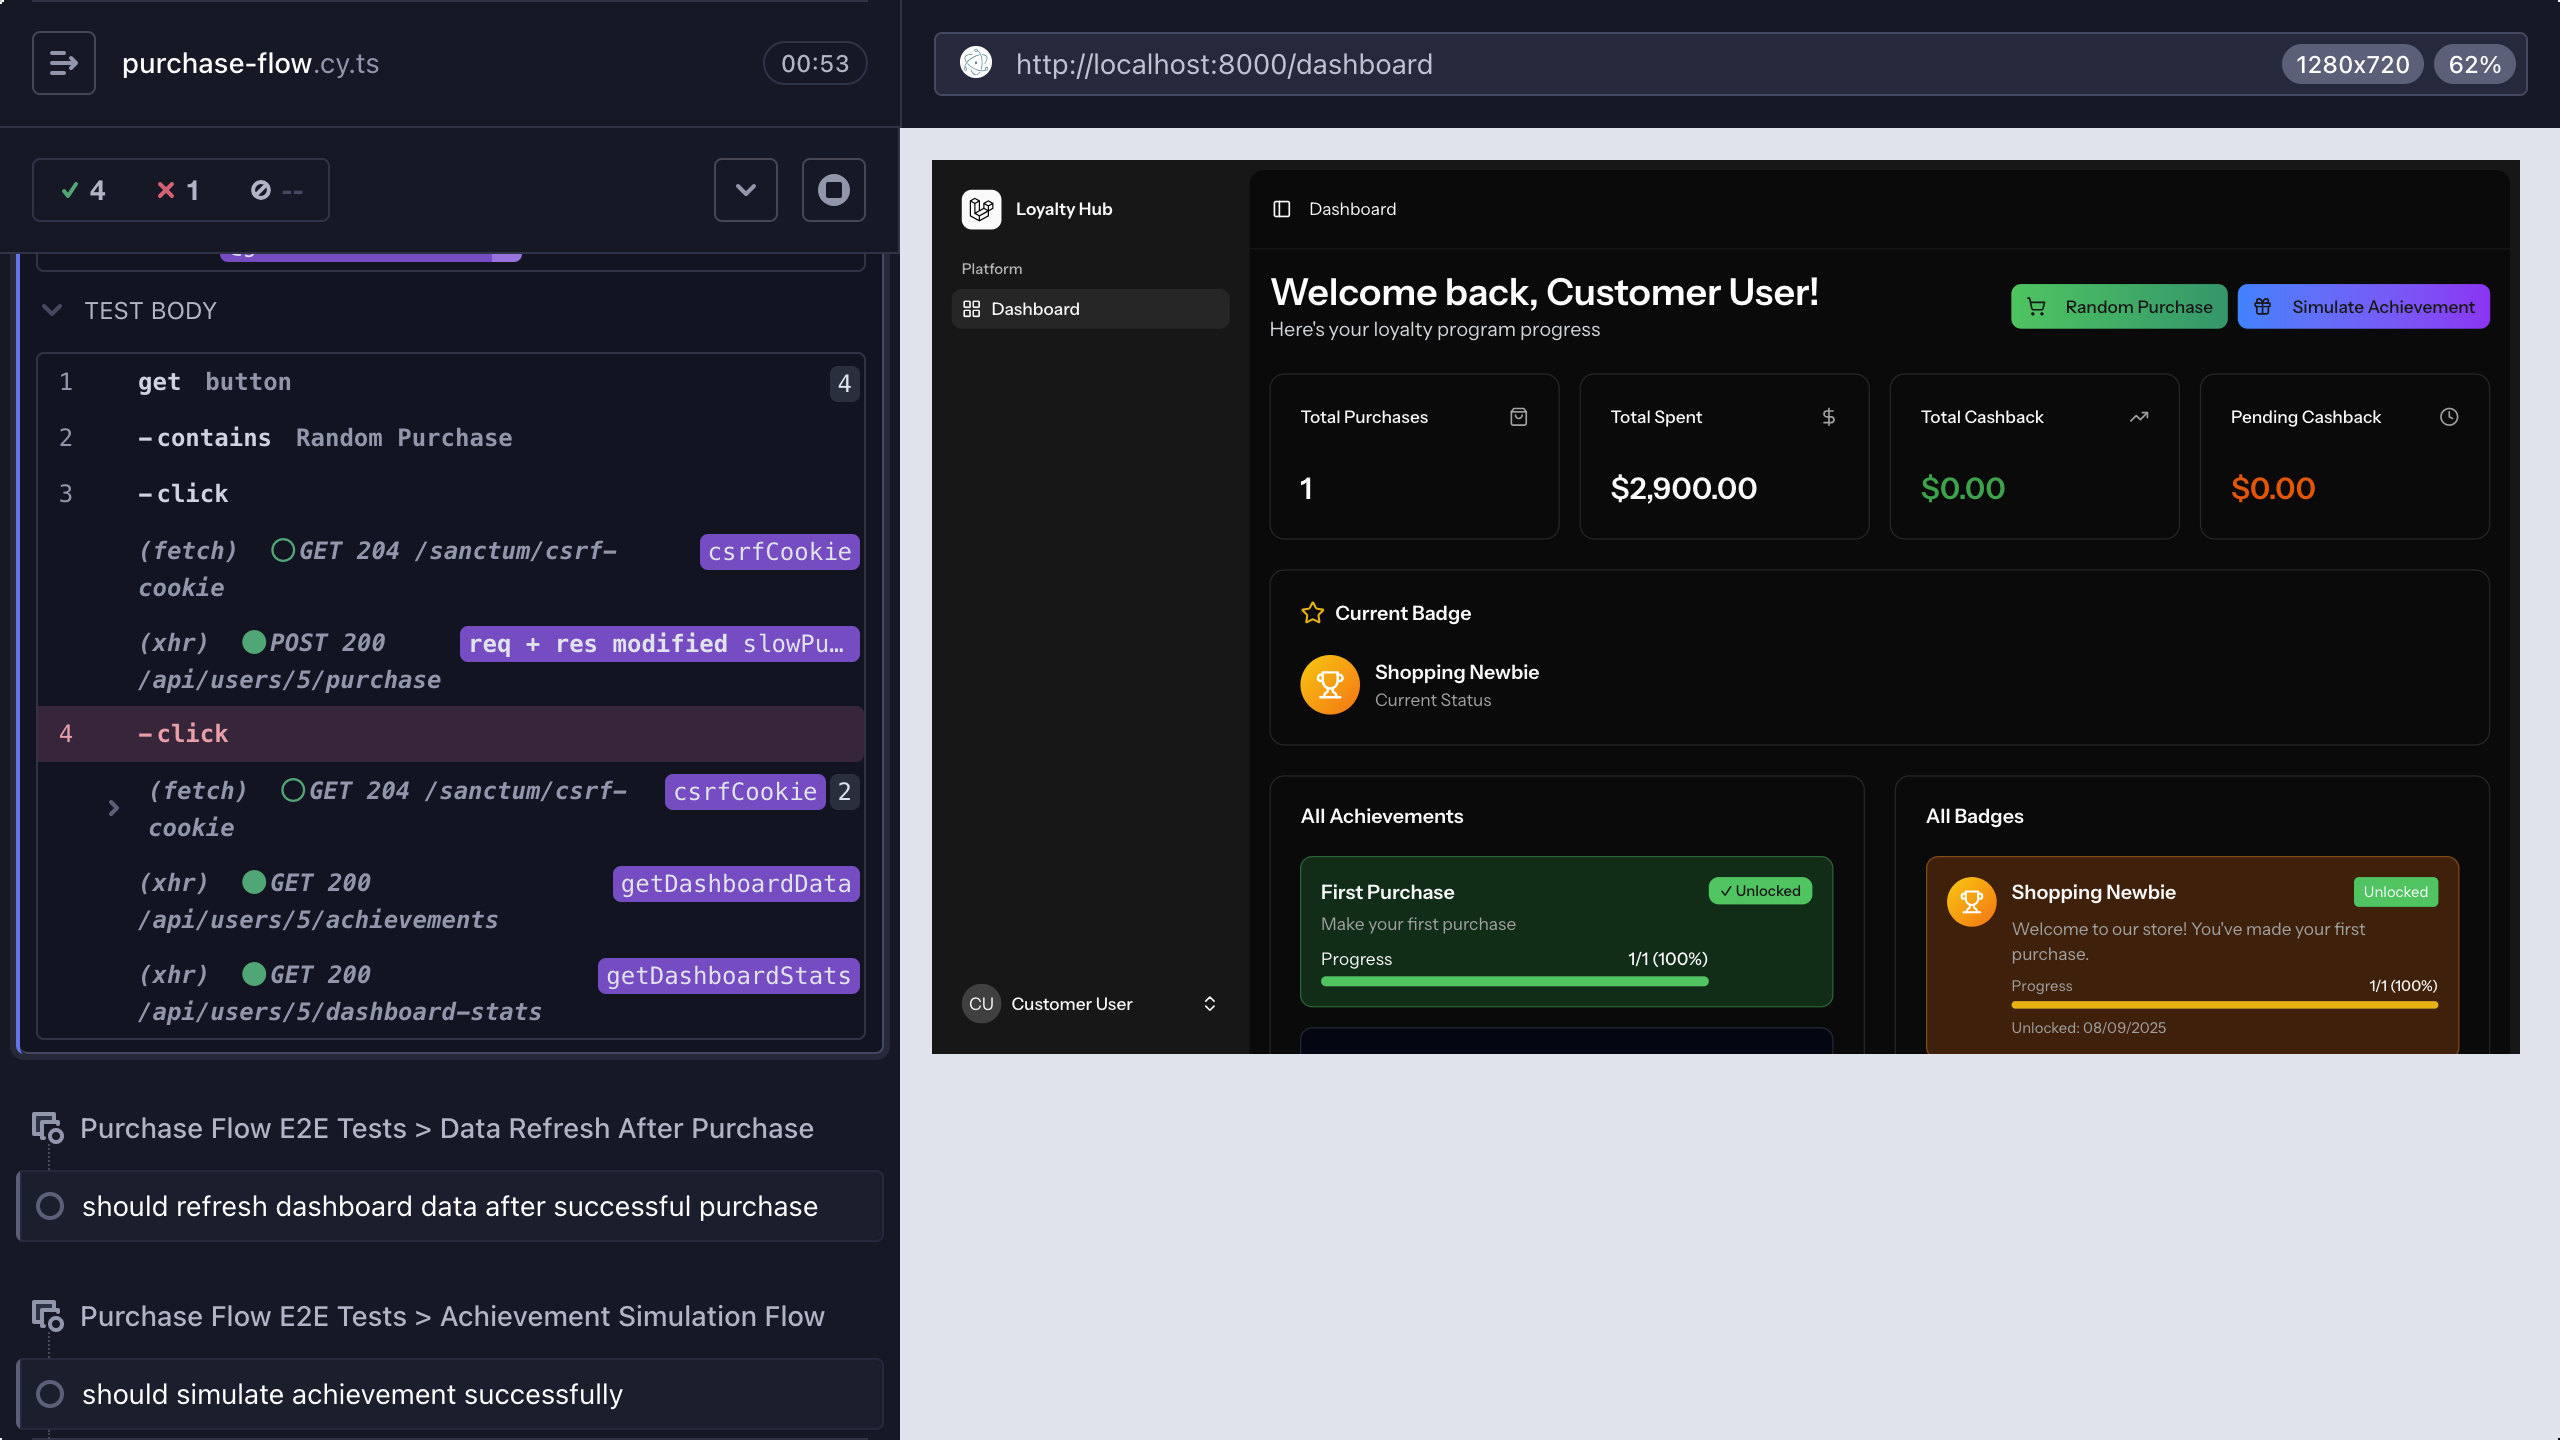 purchase-flow.cy.ts
00:53
4
1
--
TEST BODY
1 get button 4
2 -contains Random Purchase
3 -click
(fetch) GET 204 /sanctum/csrf-cookie csrfCookie
(xhr) POST 200 /api/users/5/purchase req + res modified slowPu…
4 -click
(fetch) GET 204 /sanctum/csrf-cookie csrfCookie 2
(xhr) GET 200 /api/users/5/achievements getDashboardData
(xhr) GET 200 /api/users/5/dashboard-stats getDashboardStats
Purchase Flow E2E Tests > Data Refresh After Purchase
should refresh dashboard data after successful purchase
Purchase Flow E2E Tests > Achievement Simulation Flow
should simulate achievement successfully
http://localhost:8000/dashboard
1280x720
62%
Loyalty Hub
Platform
Dashboard
CU Customer User
Dashboard
Welcome back, Customer User!
Here's your loyalty program progress
Random Purchase
Simulate Achievement
Total Purchases
1
Total Spent
$2,900.00
Total Cashback
$0.00
Pending Cashback
$0.00
Current Badge
Shopping Newbie
Current Status
All Achievements
First Purchase
✓ Unlocked
Make your first purchase
Progress 1/1 (100%)
All Badges
Shopping Newbie
Unlocked
Welcome to our store! You've made your first
purchase.
Progress 1/1 (100%)
Unlocked: 08/09/2025